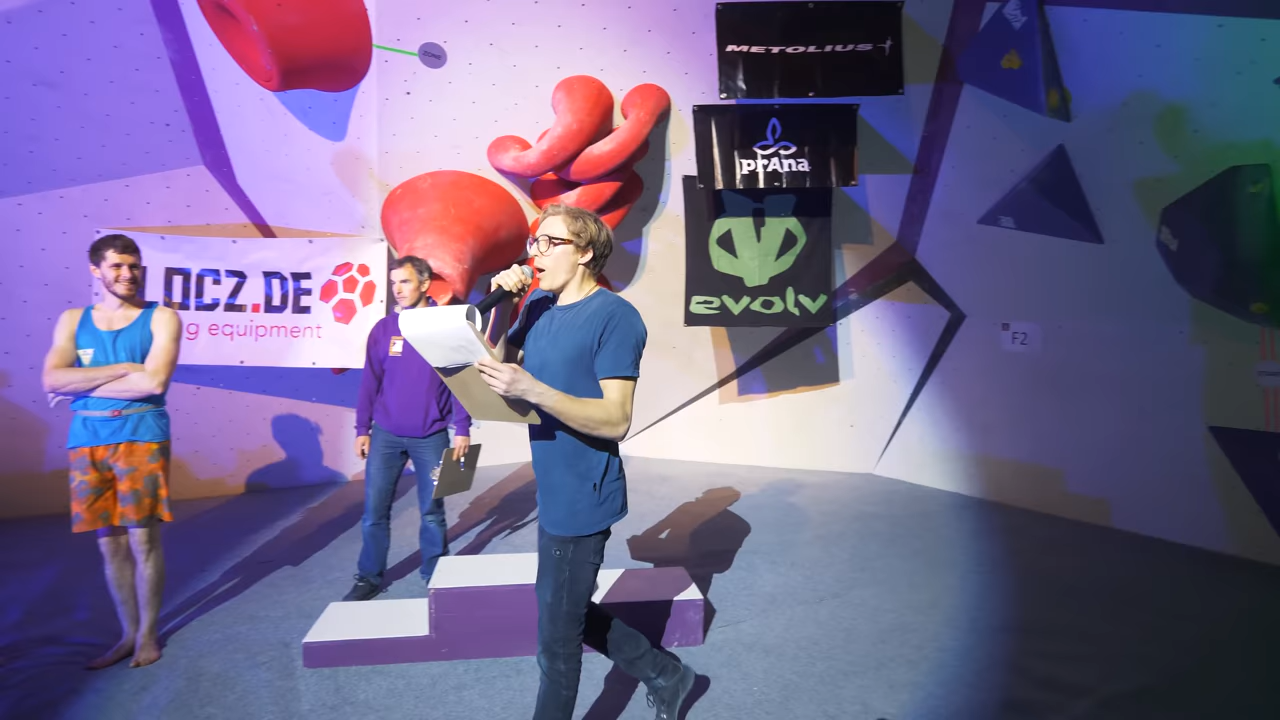 ZONE
METOLIUS
prAna
evolv
LOCZ.DE
g equipment
F2